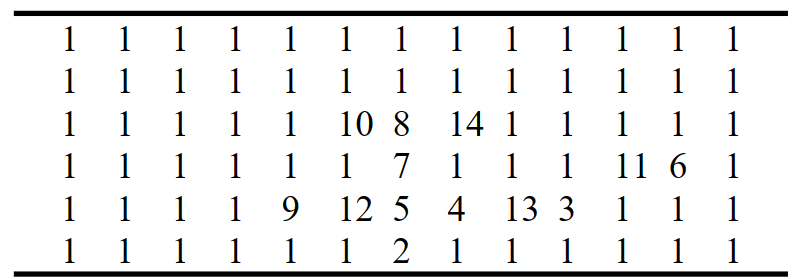 1 1 1 1 1 1 1 1 1 1 1 1 1
1 1 1 1 1 1 1 1 1 1 1 1 1
1 1 1 1 1 10 8 14 1 1 1 1 1
1 1 1 1 1 1 7 1 1 1 11 6 1
1 1 1 1 9 12 5 4 13 3 1 1 1
1 1 1 1 1 1 2 1 1 1 1 1 1